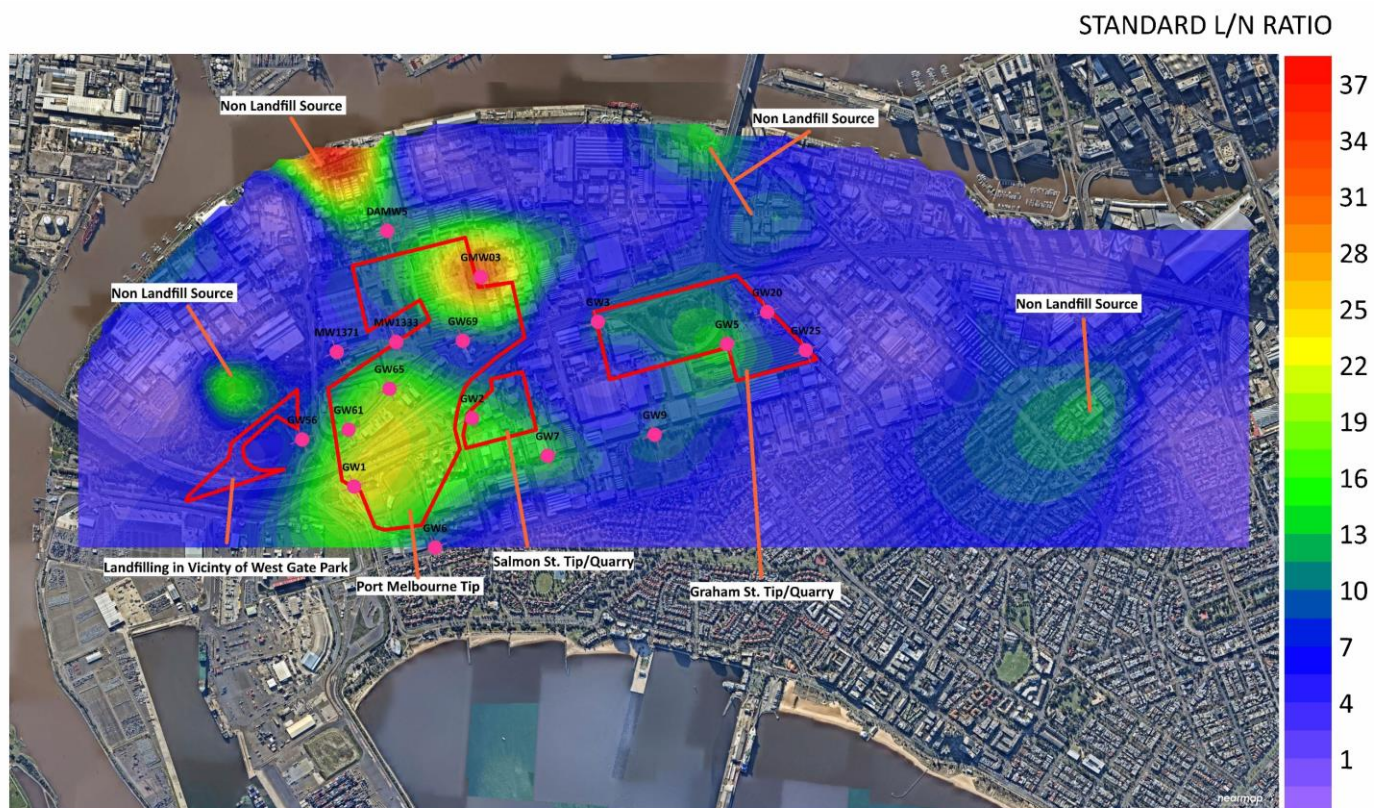 STANDARD L/N RATIO
37
34
31
28
25
22
19
16
13
10
7
4
1
Non Landfill Source
Non Landfill Source
DAMW5
GMW03
Non Landfill Source
Non Landfill Source
GW3
GW20
MW1371
MW1333
GW69
GW5
GW25
GW65
GW61
GW2
GW56
GW7
GW9
GW1
GW6
Landfilling in Vicinty of West Gate Park
Port Melbourne Tip
Salmon St. Tip/Quarry
Graham St. Tip/Quarry
nearmap